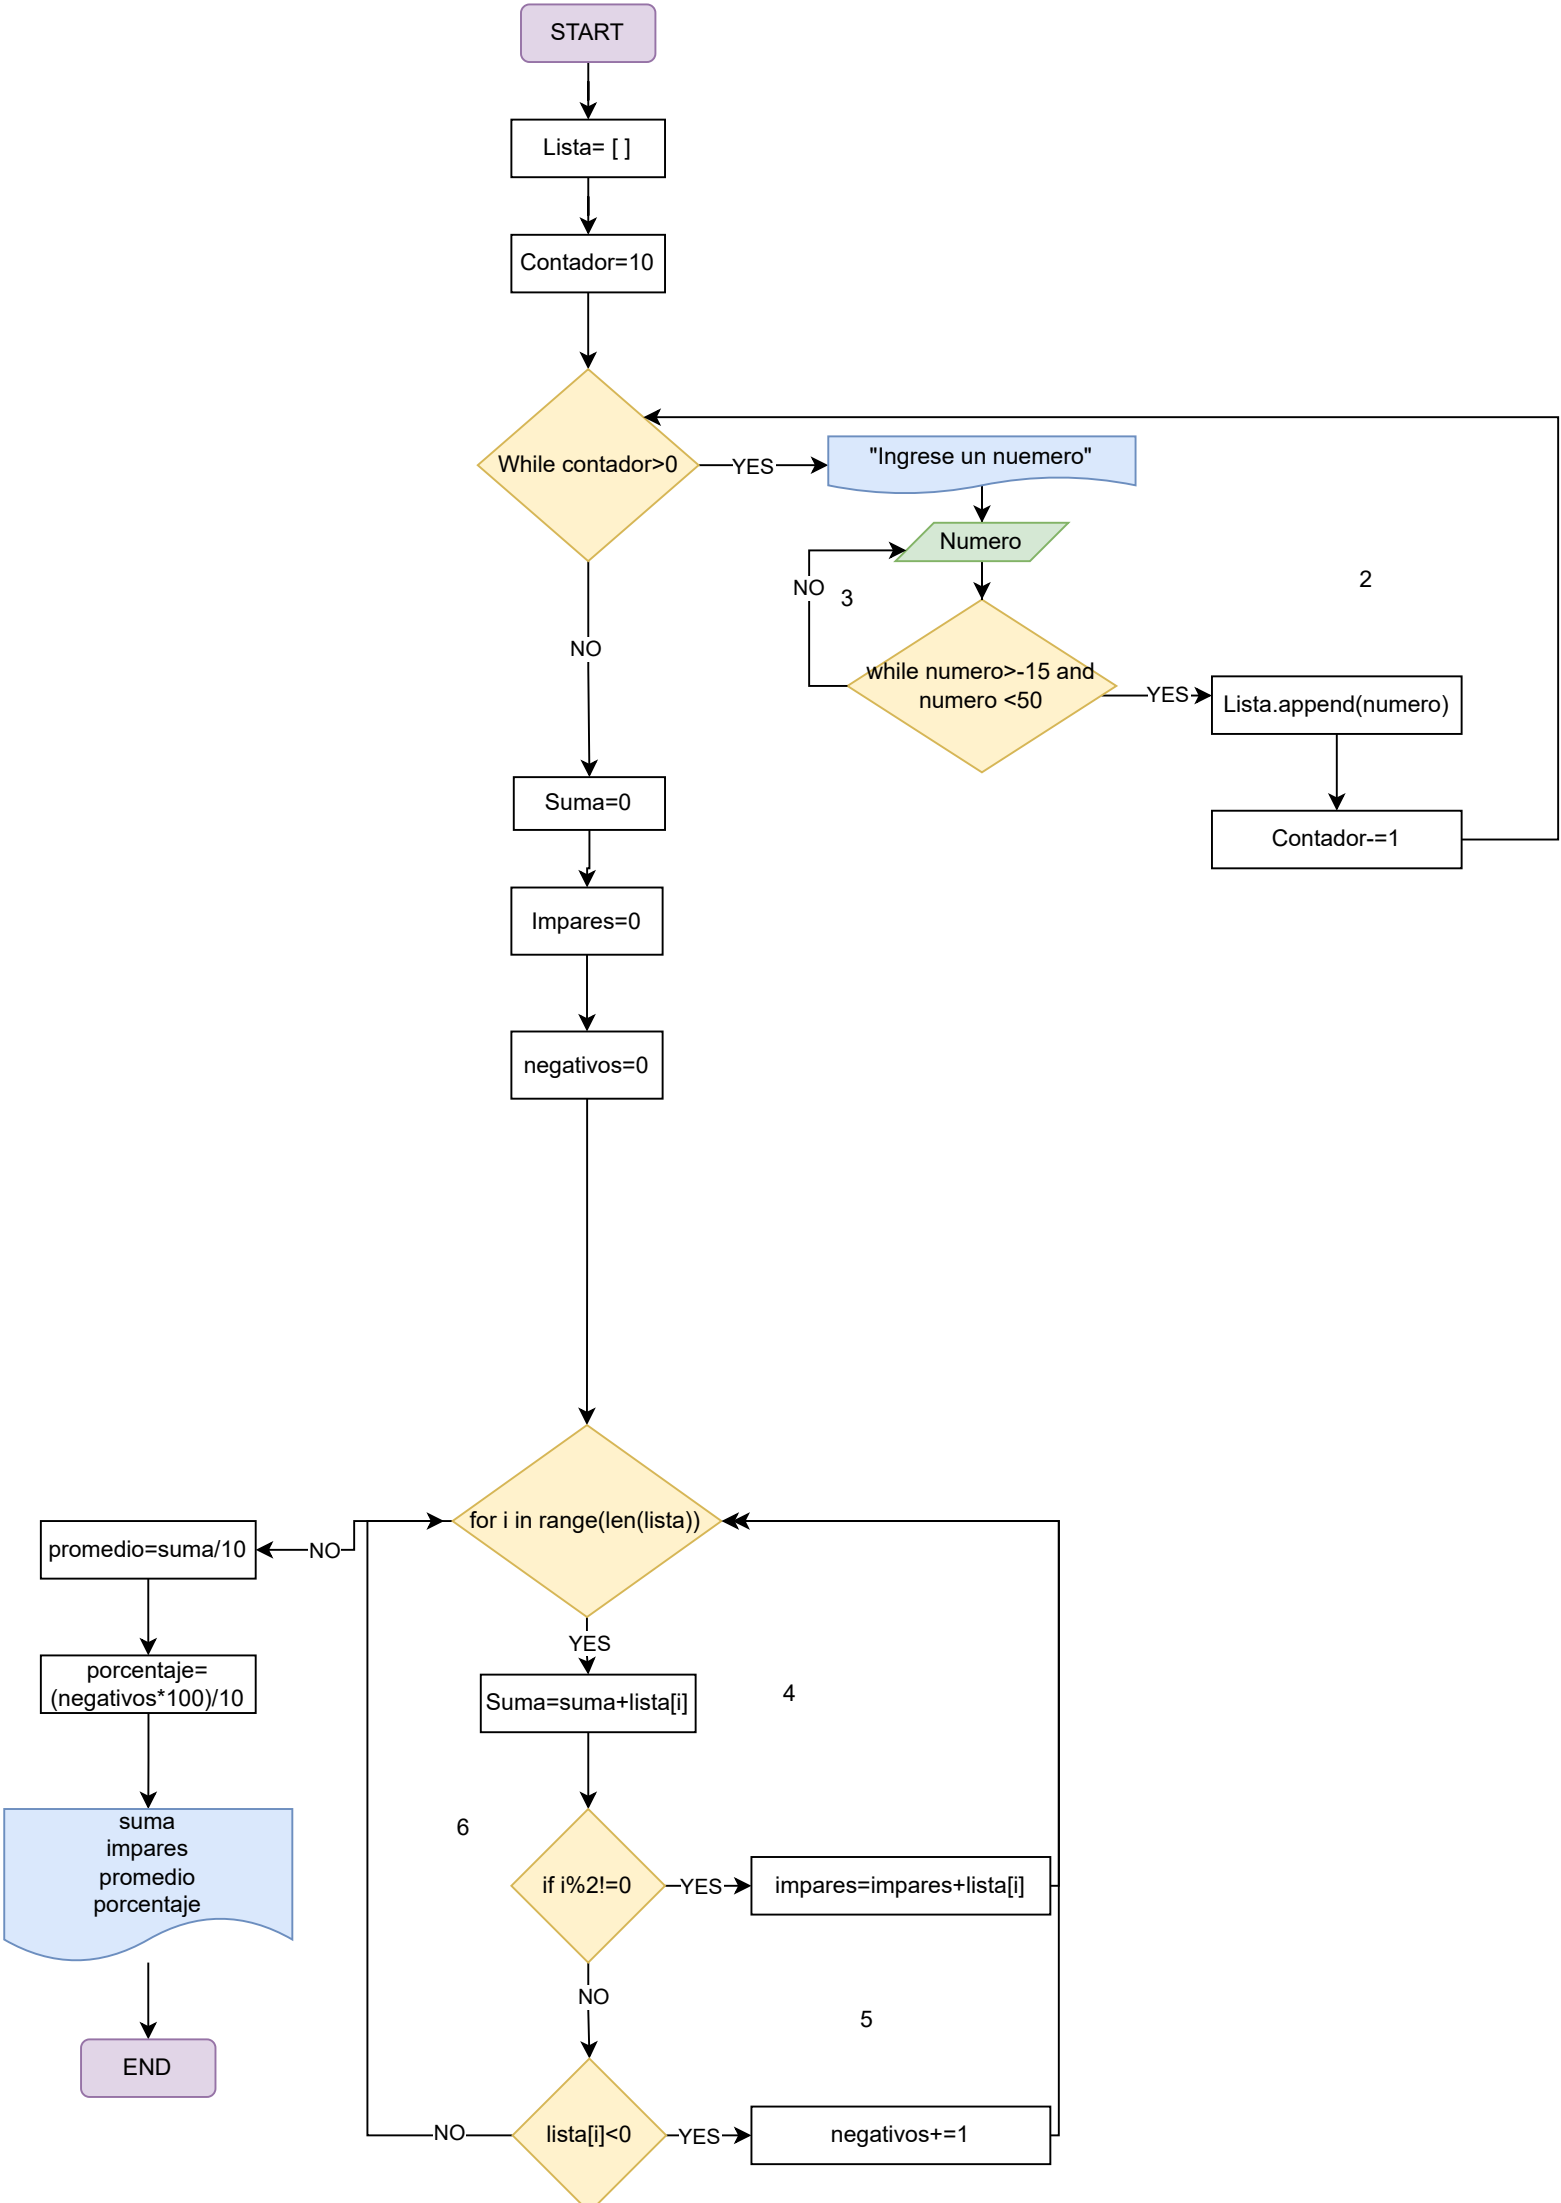 START
Lista= [ ]
Contador=10
While contador>0
YES
"Ingrese un nuemero"
Numero
NO
3
2
while numero>-15 and
numero <50
YES
Lista.append(numero)
Contador-=1
NO
Suma=0
Impares=0
negativos=0
for i in range(len(lista))
NO
promedio=suma/10
porcentaje=
(negativos*100)/10
suma
impares
promedio
porcentaje
END
YES
Suma=suma+lista[i]
4
6
if i%2!=0
YES
impares=impares+lista[i]
NO
5
lista[i]<0
YES
negativos+=1
NO